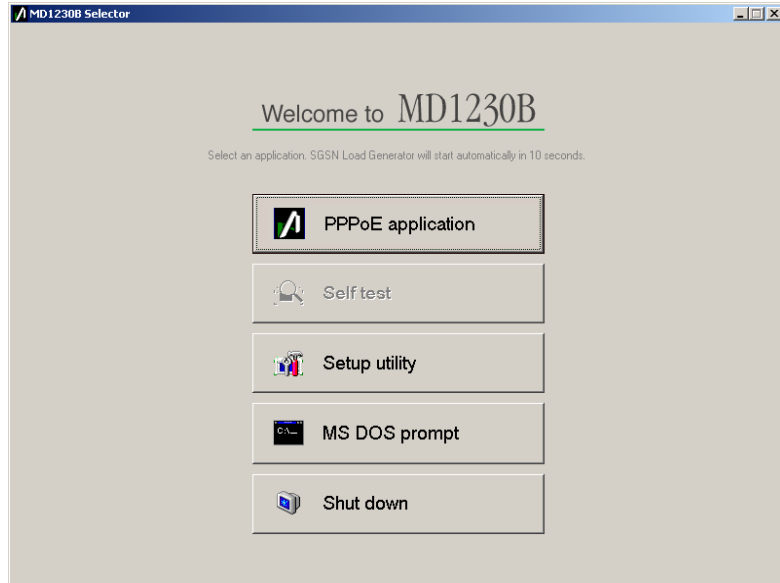 MD1230B Selector
Welcome to MD1230B
Select an application. SGSN Load Generator will start automatically in 10 seconds.
PPPoE application
Self test
Setup utility
C:\_
MS DOS prompt
Shut down